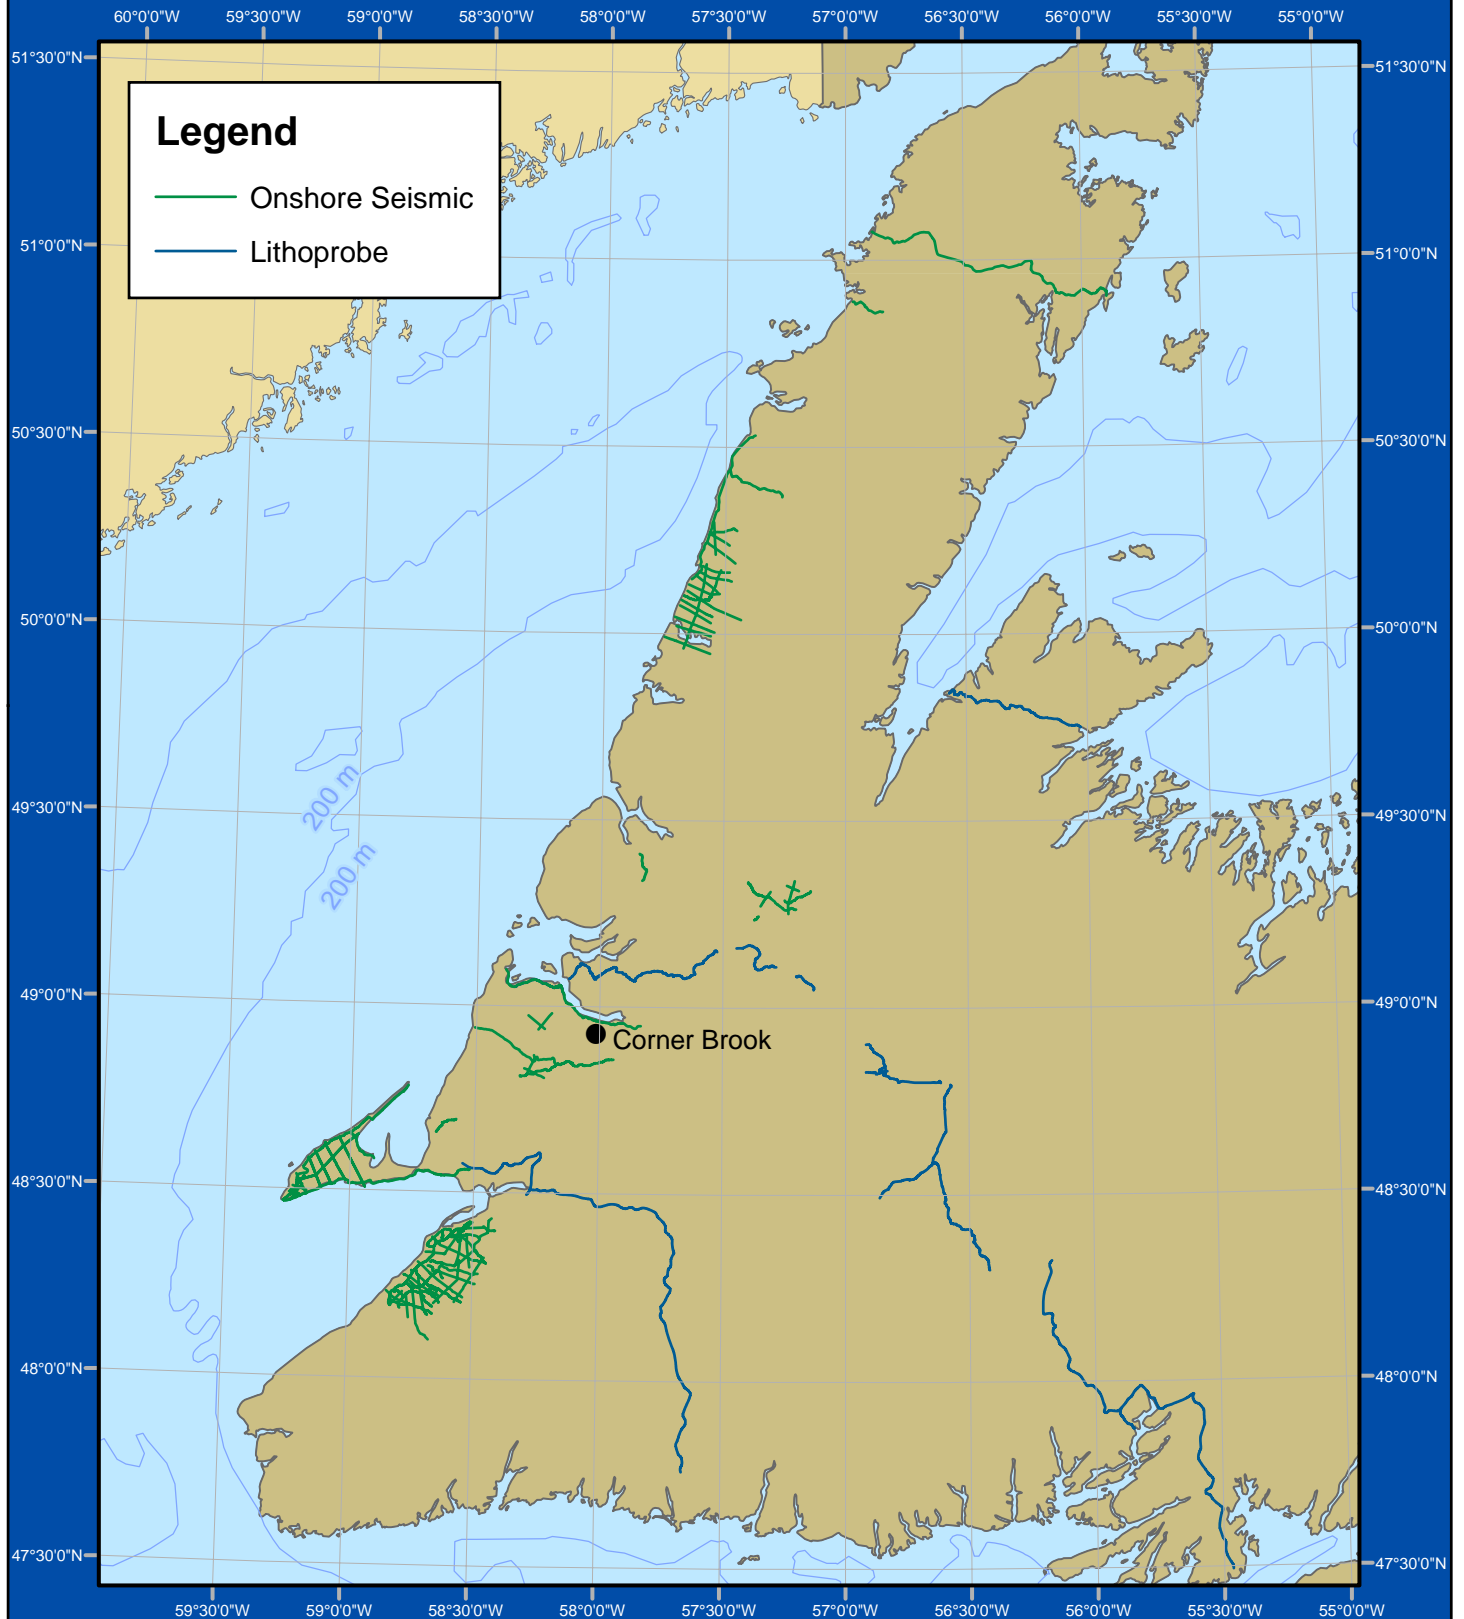 60°0'0"W 59°30'0"W 59°0'0"W 58°30'0"W 58°0'0"W 57°30'0"W 57°0'0"W 56°30'0"W 56°0'0"W 55°30'0"W 55°0'0"W
51°30'0"N 51°30'0"N
Legend
Onshore Seismic
Lithoprobe
51°0'0"N 51°0'0"N
50°30'0"N 50°30'0"N
50°0'0"N 50°0'0"N
200 m
49°30'0"N 49°30'0"N
200 m
49°0'0"N 49°0'0"N
Corner Brook
48°30'0"N 48°30'0"N
48°0'0"N 48°0'0"N
47°30'0"N 47°30'0"N
59°30'0"W 59°0'0"W 58°30'0"W 58°0'0"W 57°30'0"W 57°0'0"W 56°30'0"W 56°0'0"W 55°30'0"W 55°0'0"W